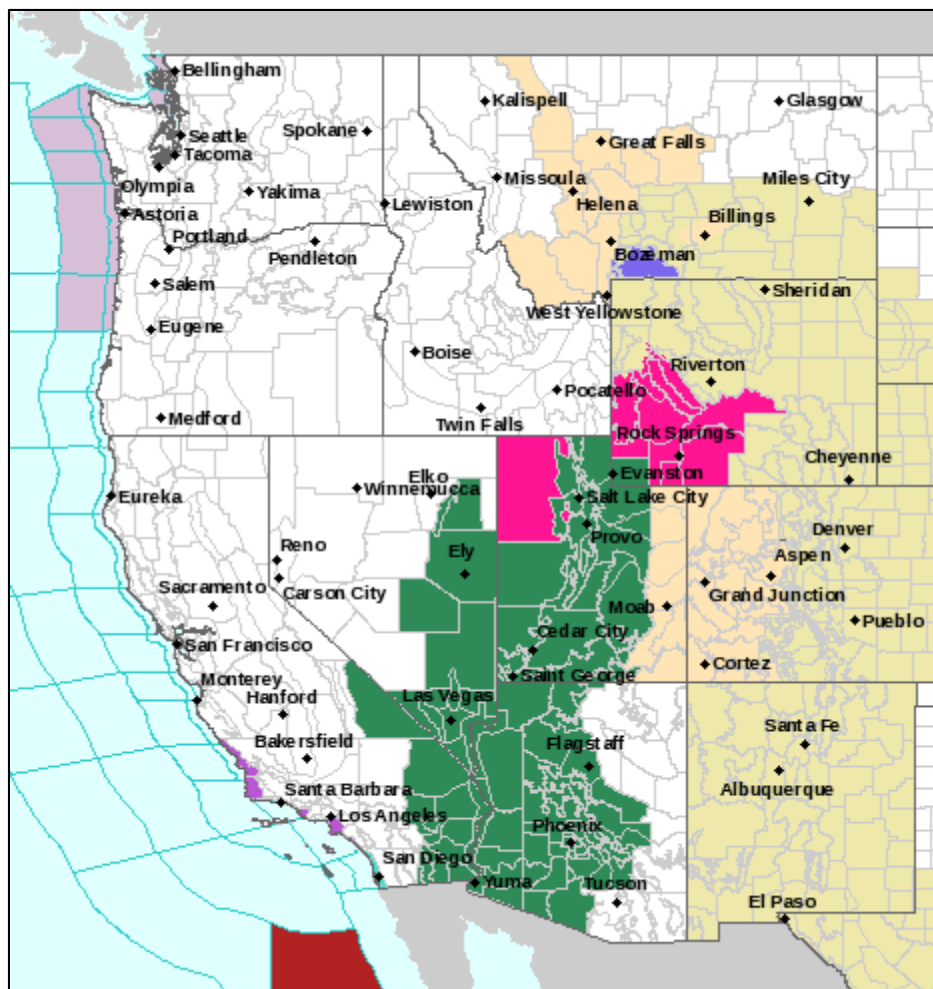 Bellingham
Kalispell
Glasgow
Seattle
Spokane
Great Falls
Tacoma
Missoula
Miles City
Olympia
Yakima
Lewiston
Helena
Astoria
Billings
Portland
Pendleton
Bozeman
Salem
Sheridan
West Yellowstone
Eugene
Boise
Riverton
Pocatello
Medford
Twin Falls
Rock Springs
Cheyenne
Elko
Evanston
Eureka
Winnemucca
Salt Lake City
Denver
Provo
Reno
Ely
Aspen
Sacramento
Carson City
Grand Junction
Moab
Pueblo
Cedar City
San Francisco
Cortez
Saint George
Monterey
Hanford
Las Vegas
Santa Fe
Bakersfield
Flagstaff
Albuquerque
Santa Barbara
Los Angeles
Phoenix
San Diego
Yuma
Tucson
El Paso